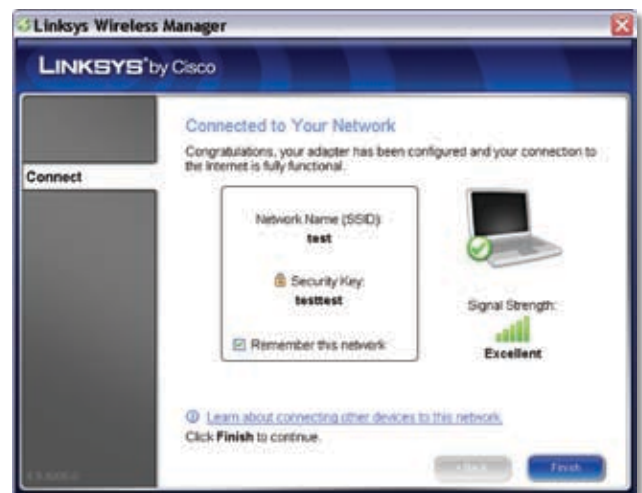 Linksys Wireless Manager
LINKSYS by Cisco
Connect
Connected to Your Network
Congratulations, your adapter has been configured and your connection to
the Internet is fully functional.
Network Name (SSID):
test
Security Key:
testtest
Remember this network
Signal Strength:
Excellent
Learn about connecting other devices to this network.
Click Finish to continue.
Back
Finish